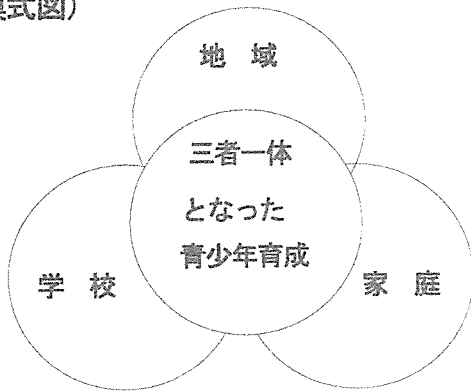 模式図)
地 域
三者一体
となった
青少年育成
学 校
家 庭